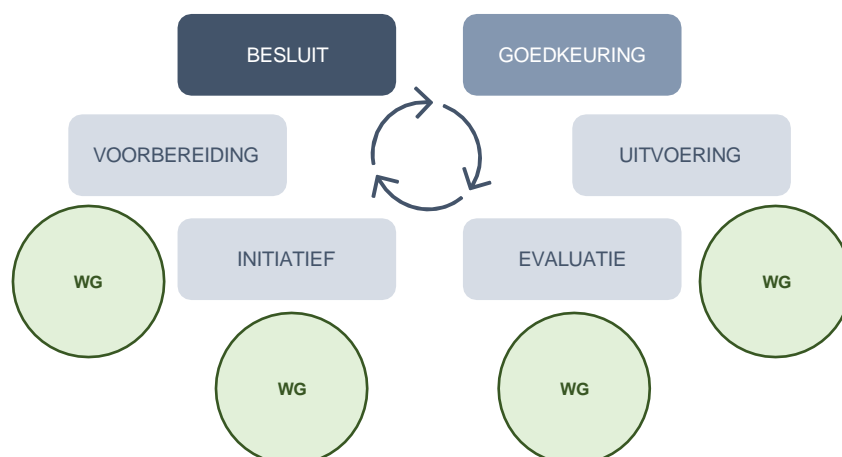 BESLUIT
GOEDKEURING
VOORBEREIDING
UITVOERING
INITIATIEF
EVALUATIE
WG
WG
WG
WG